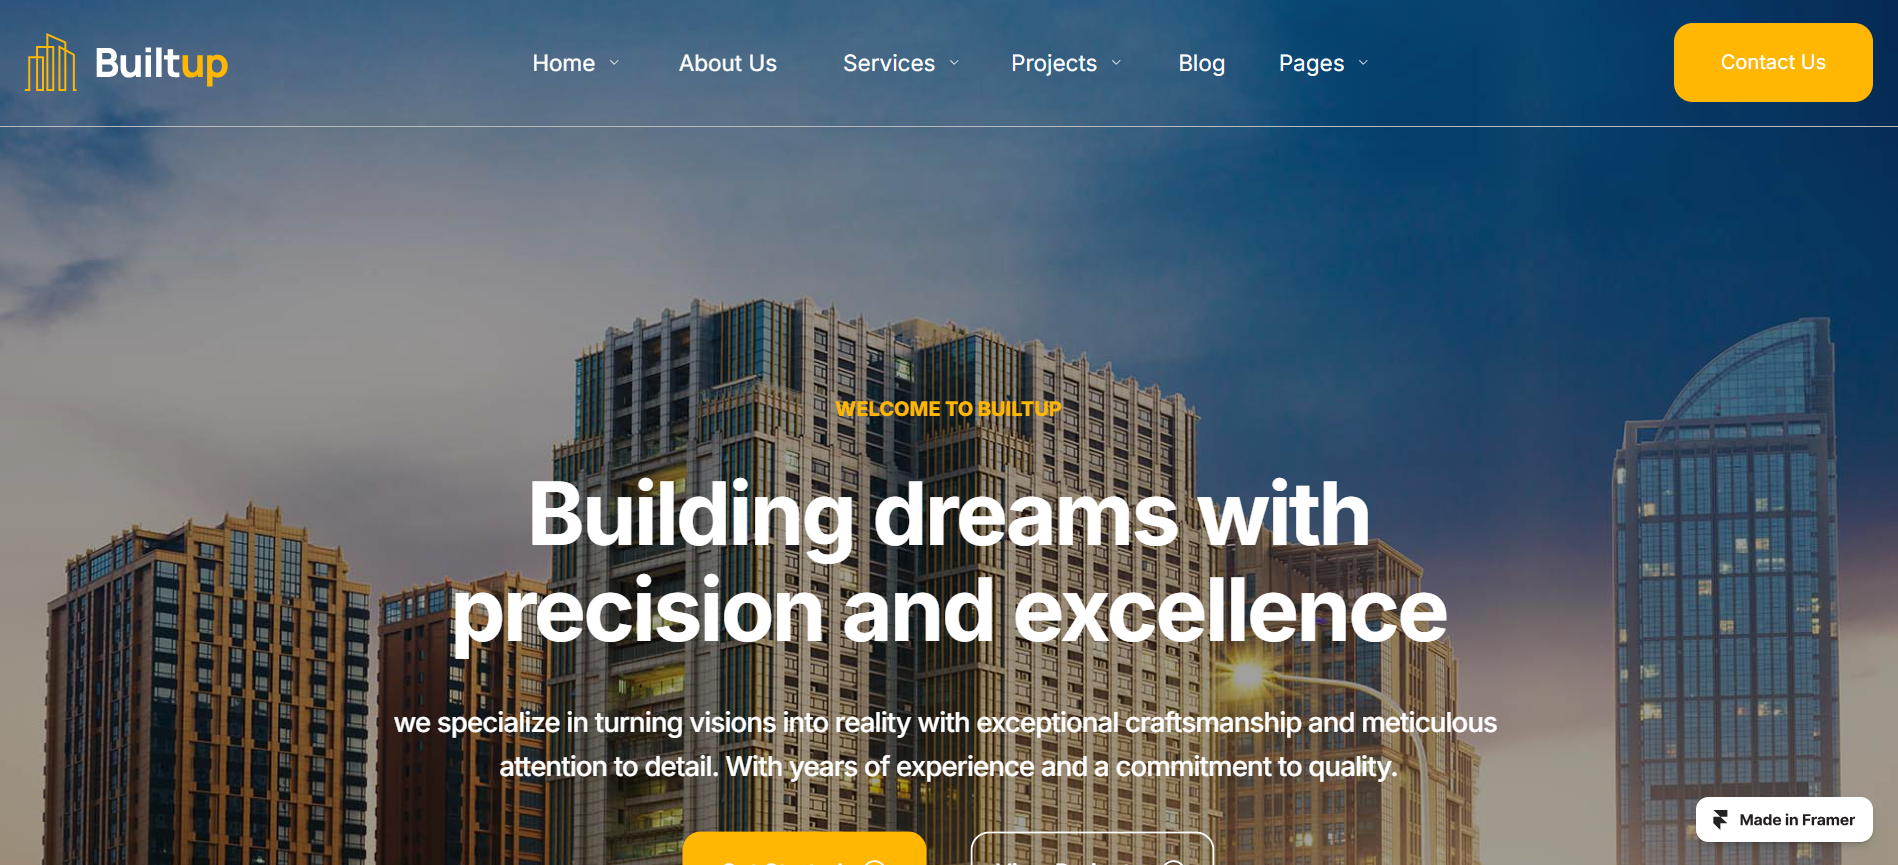 Builtup
Home
About Us
Services
Projects
Blog
Pages
Contact Us
WELCOME TO BUILTUP
Building dreams with
precision and excellence
we specialize in turning visions into reality with exceptional craftsmanship and meticulous
attention to detail. With years of experience and a commitment to quality.
Made in Framer